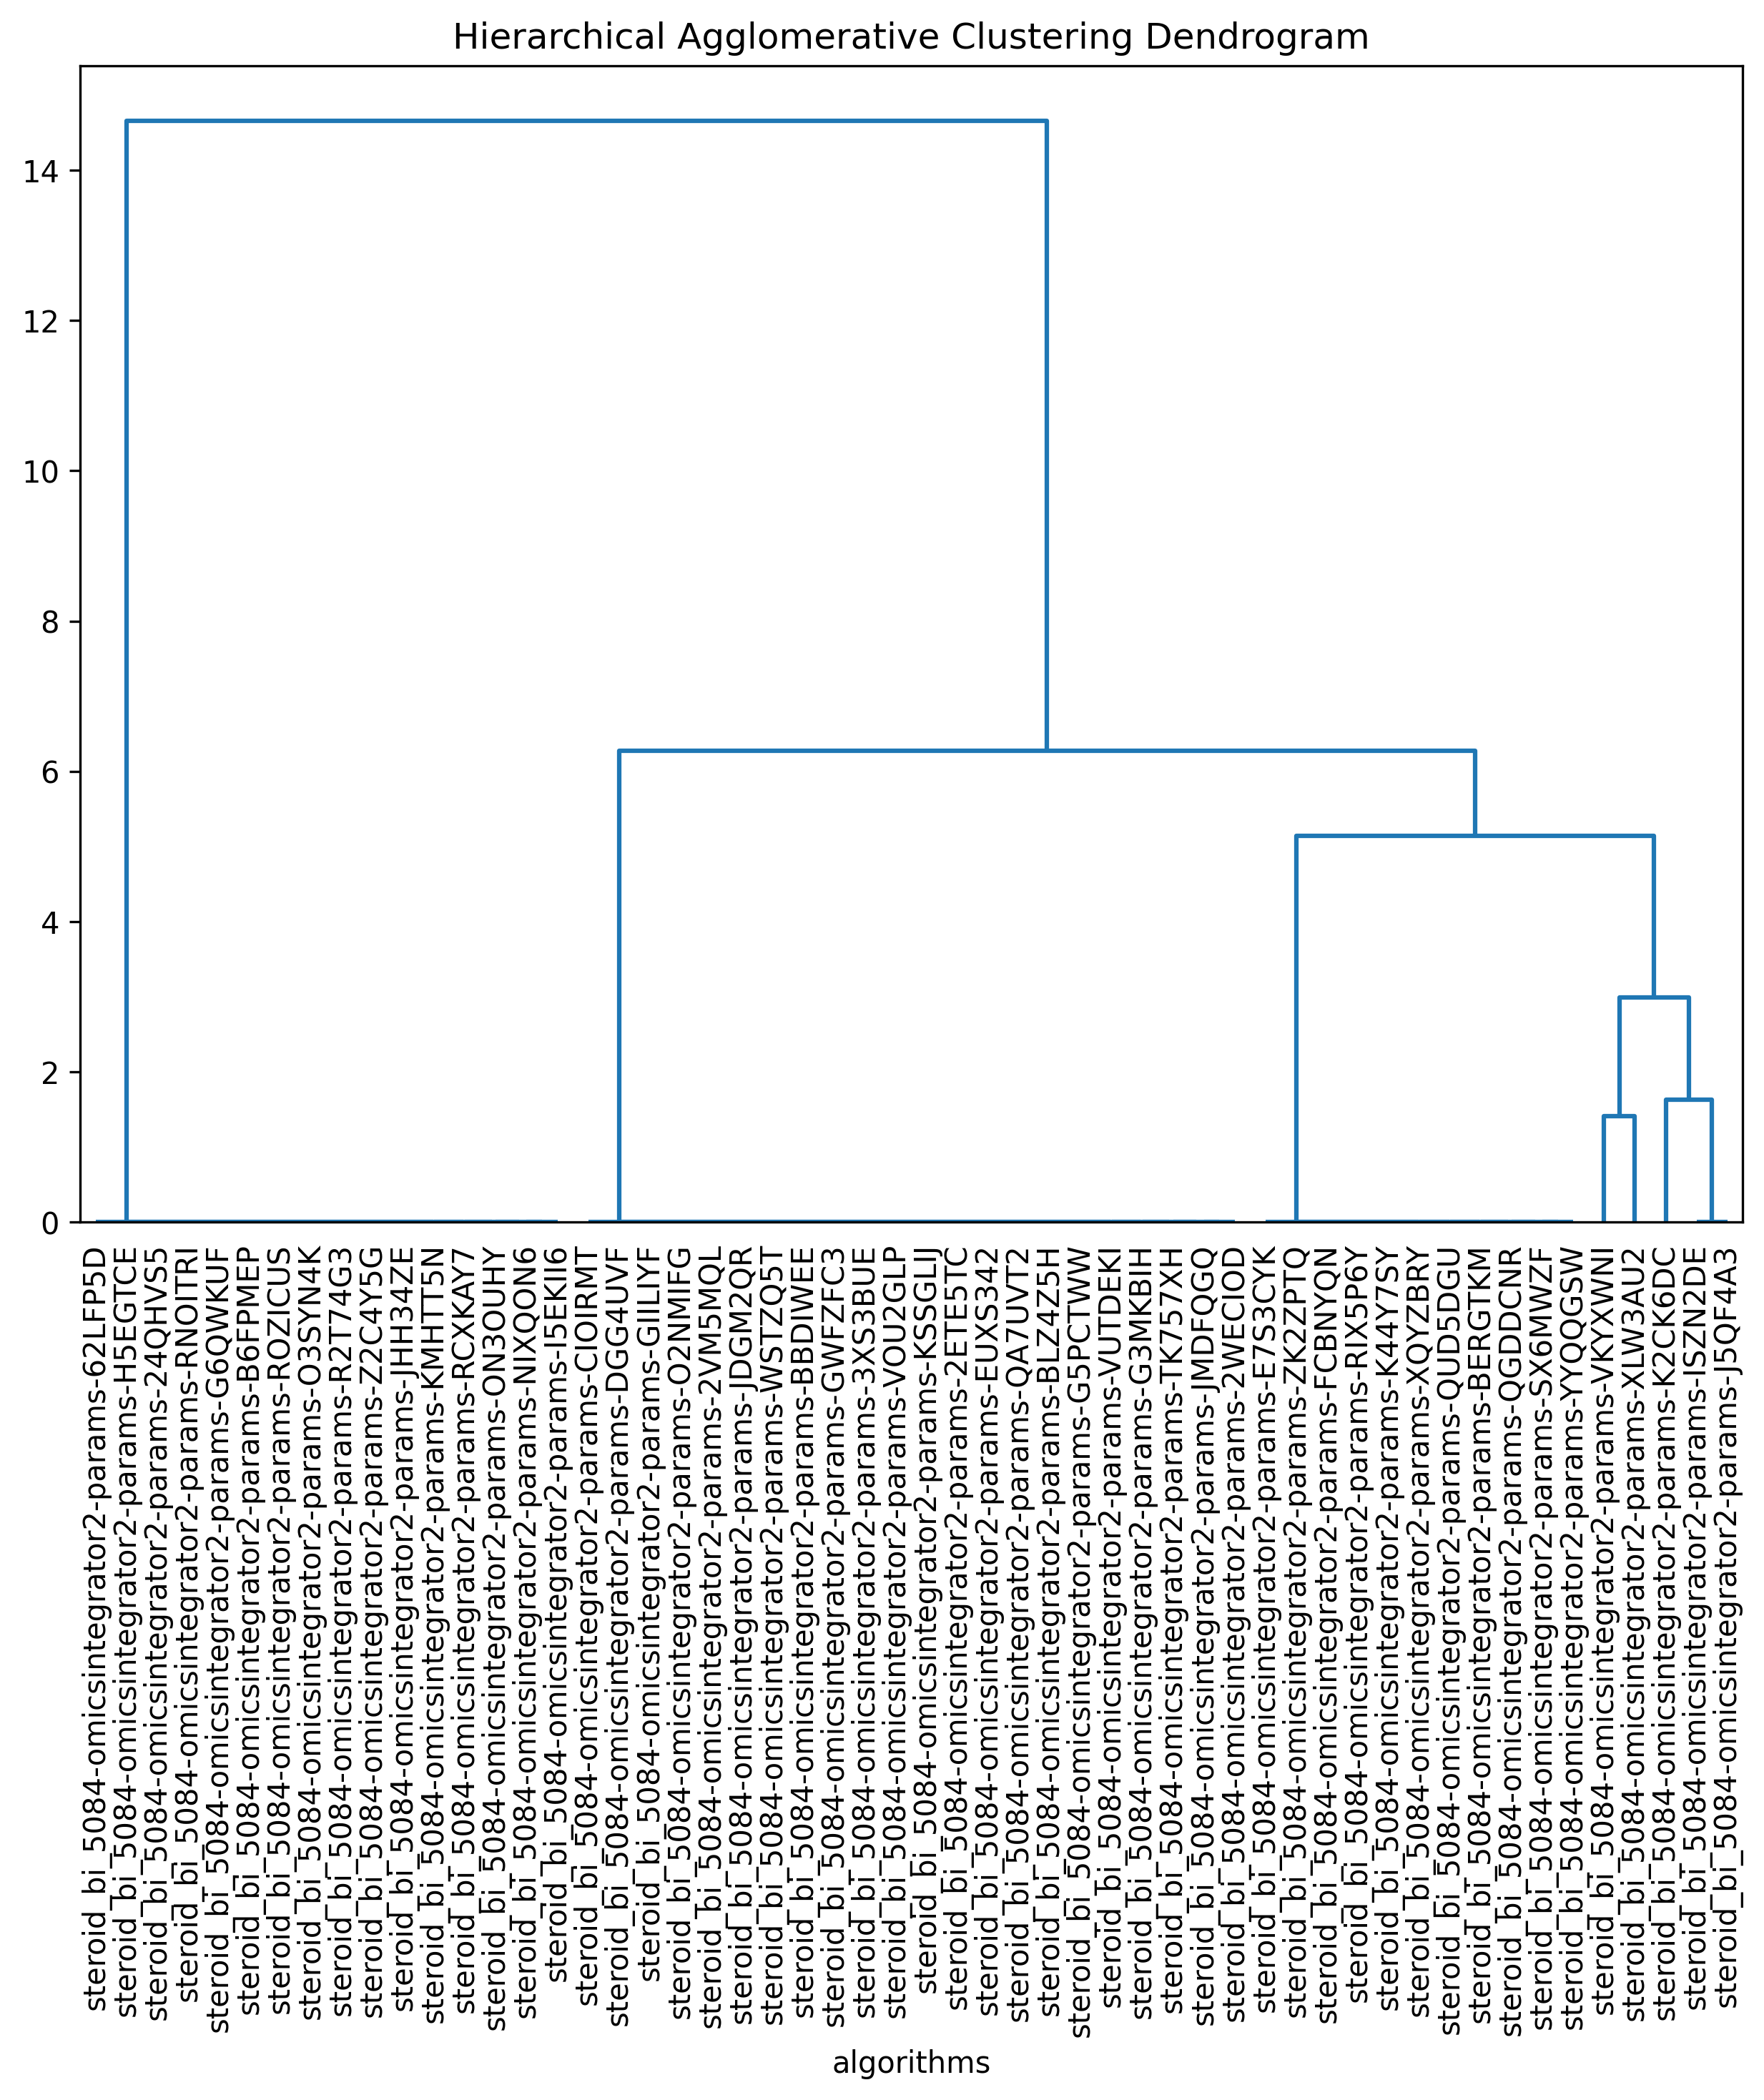 Hierarchical Agglomerative Clustering Dendrogram
14
12
10
8
6
4
2
0
steroid_bi_5084-omicsintegrator2-params-62LFP5D
steroid_bi_5084-omicsintegrator2-params-H5EGTCE
steroid_bi_5084-omicsintegrator2-params-24QHVS5
steroid_bi_5084-omicsintegrator2-params-RNOITRI
steroid_bi_5084-omicsintegrator2-params-G6QWKUF
steroid_bi_5084-omicsintegrator2-params-B6FPMEP
steroid_bi_5084-omicsintegrator2-params-ROZICUS
steroid_bi_5084-omicsintegrator2-params-O3SYN4K
steroid_bi_5084-omicsintegrator2-params-R2T74G3
steroid_bi_5084-omicsintegrator2-params-Z2C4Y5G
steroid_bi_5084-omicsintegrator2-params-JHH34ZE
steroid_bi_5084-omicsintegrator2-params-KMHTT5N
steroid_bi_5084-omicsintegrator2-params-RCXKAY7
steroid_bi_5084-omicsintegrator2-params-ON3OUHY
steroid_bi_5084-omicsintegrator2-params-NIXQON6
steroid_bi_5084-omicsintegrator2-params-I5EKII6
steroid_bi_5084-omicsintegrator2-params-CIOIRMT
steroid_bi_5084-omicsintegrator2-params-DGG4UVF
steroid_bi_5084-omicsintegrator2-params-GIILIYF
steroid_bi_5084-omicsintegrator2-params-O2NMIFG
steroid_bi_5084-omicsintegrator2-params-2VM5MQL
steroid_bi_5084-omicsintegrator2-params-JDGM2QR
steroid_bi_5084-omicsintegrator2-params-WSTZQ5T
steroid_bi_5084-omicsintegrator2-params-BBDIWEE
steroid_bi_5084-omicsintegrator2-params-GWFZFC3
steroid_bi_5084-omicsintegrator2-params-3XS3BUE
steroid_bi_5084-omicsintegrator2-params-VOU2GLP
steroid_bi_5084-omicsintegrator2-params-KSSGLIJ
steroid_bi_5084-omicsintegrator2-params-2ETE5TC
steroid_bi_5084-omicsintegrator2-params-EUXS342
steroid_bi_5084-omicsintegrator2-params-QA7UVT2
steroid_bi_5084-omicsintegrator2-params-BLZ4Z5H
steroid_bi_5084-omicsintegrator2-params-G5PCTWW
steroid_bi_5084-omicsintegrator2-params-VUTDEKI
steroid_bi_5084-omicsintegrator2-params-G3MKBIH
steroid_bi_5084-omicsintegrator2-params-TK757XH
steroid_bi_5084-omicsintegrator2-params-JMDFQGQ
steroid_bi_5084-omicsintegrator2-params-2WECIOD
steroid_bi_5084-omicsintegrator2-params-E7S3CYK
steroid_bi_5084-omicsintegrator2-params-ZK2ZPTQ
steroid_bi_5084-omicsintegrator2-params-FCBNYQN
steroid_bi_5084-omicsintegrator2-params-RIX5P6Y
steroid_bi_5084-omicsintegrator2-params-K44Y7SY
steroid_bi_5084-omicsintegrator2-params-XQYZBRY
steroid_bi_5084-omicsintegrator2-params-QUD5DGU
steroid_bi_5084-omicsintegrator2-params-BERGTKM
steroid_bi_5084-omicsintegrator2-params-QGDDCNR
steroid_bi_5084-omicsintegrator2-params-SX6MWZF
steroid_bi_5084-omicsintegrator2-params-YYQQGSW
steroid_bi_5084-omicsintegrator2-params-VKYXWNI
steroid_bi_5084-omicsintegrator2-params-XLW3AU2
steroid_bi_5084-omicsintegrator2-params-K2CK6DC
steroid_bi_5084-omicsintegrator2-params-ISZN2DE
steroid_bi_5084-omicsintegrator2-params-J5QF4A3
algorithms